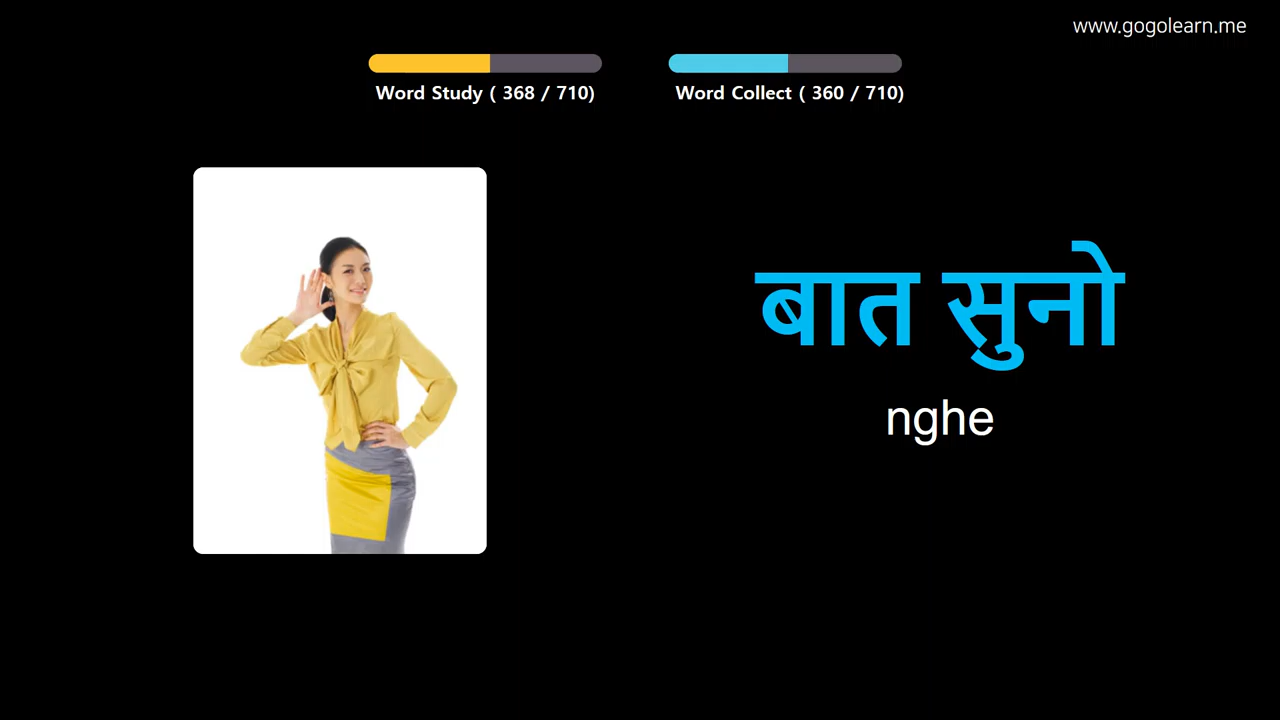 www.gogolearn.me
Word Study ( 368 / 710)
Word Collect ( 360 / 710)
बात सुनो
nghe